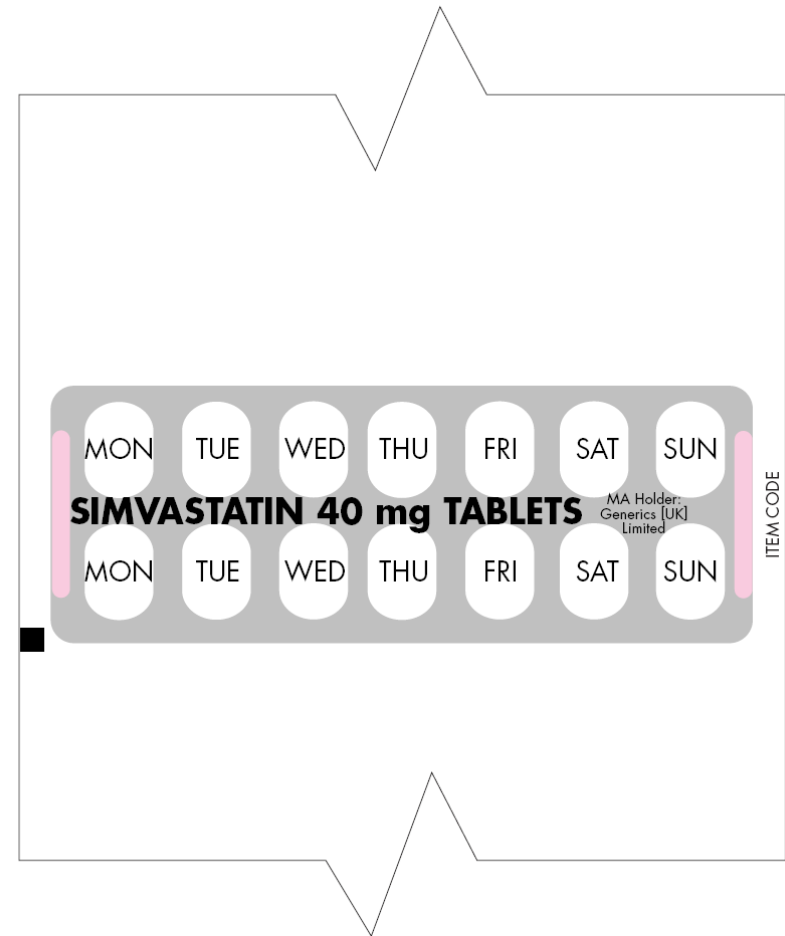 MON TUE WED THU FRI SAT SUN
SIMVASTATIN 40 mg TABLETS
MA Holder:
Generics [UK]
Limited
MON TUE WED THU FRI SAT SUN
ITEM CODE